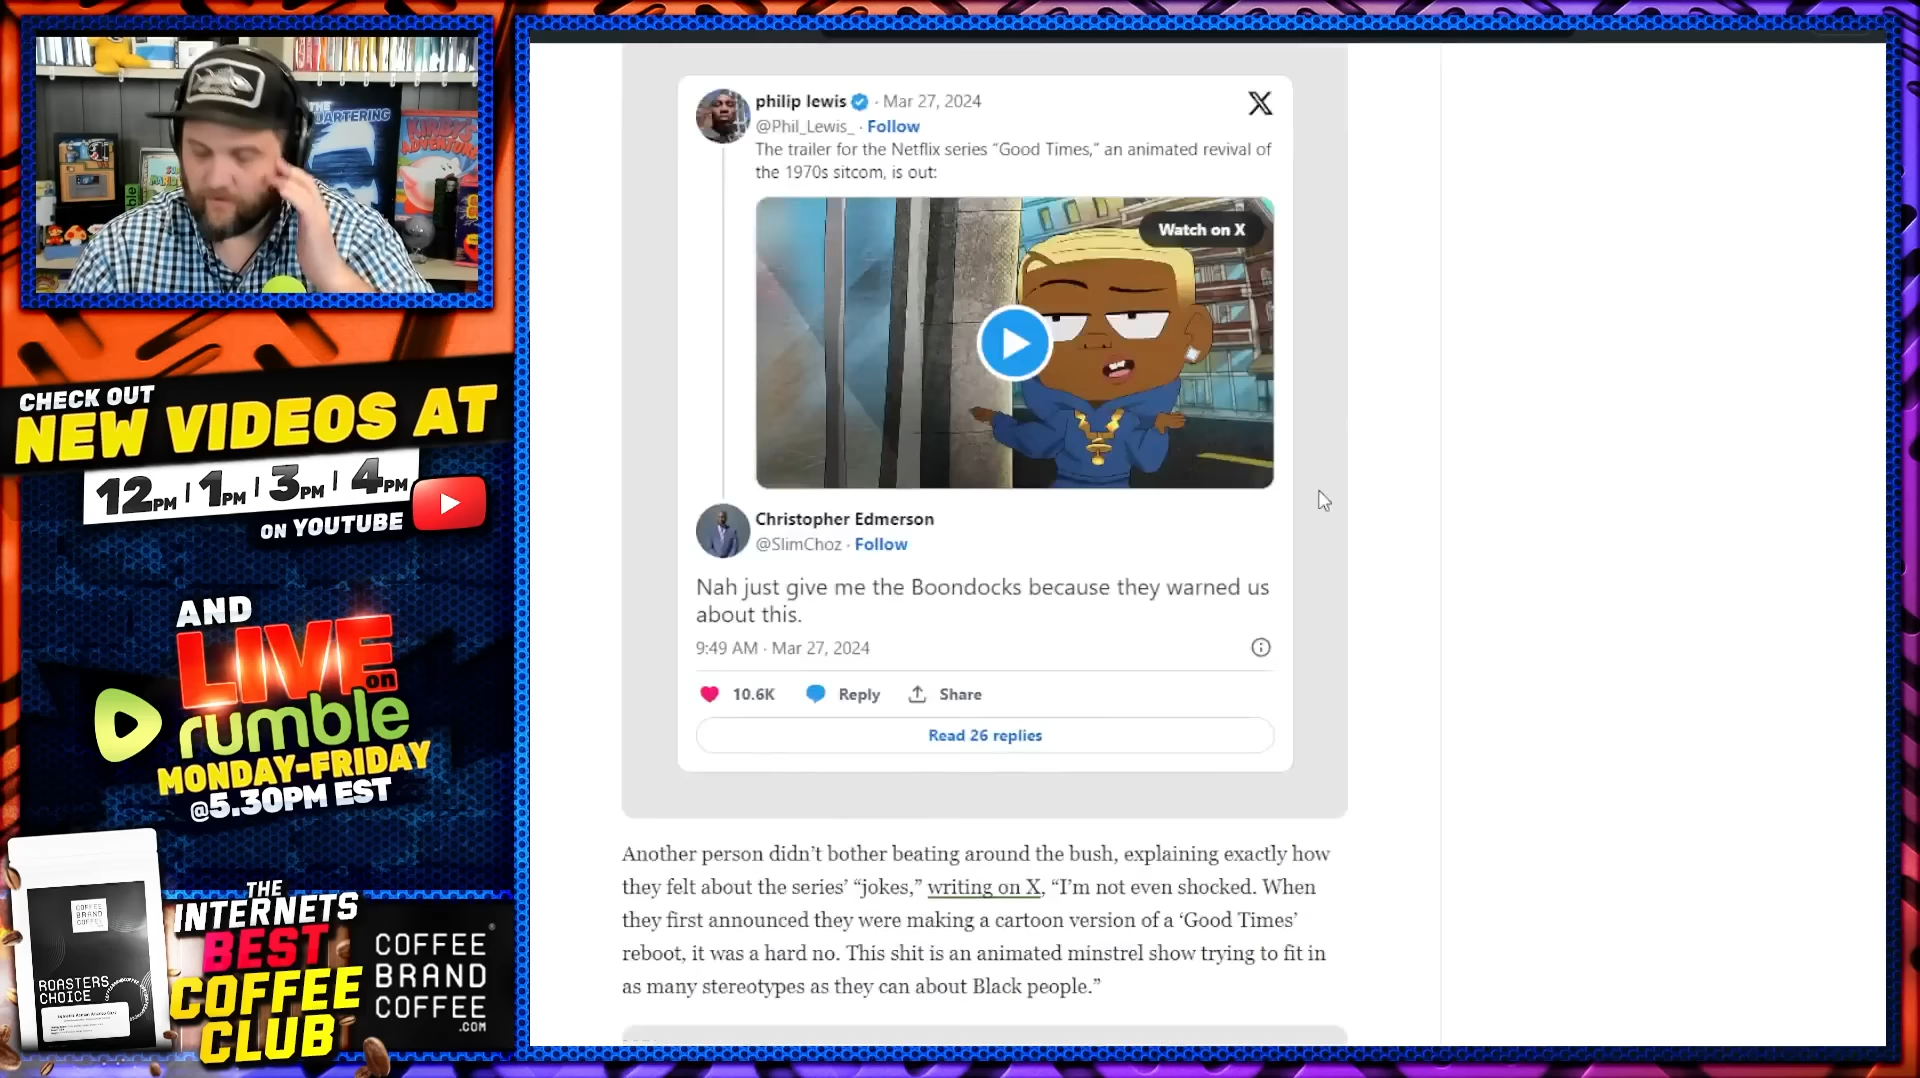 THE
QUARTERING
KIRBY'S
ADVENTURE
CHECK OUT
NEW VIDEOS AT
12PM | 1PM | 3PM | 4PM
ON YOUTUBE
AND
LIVE
on
rumble
MONDAY-FRIDAY
@5.30PM EST
COFFEE
BRAND
COFFEE
ROASTERS
CHOICE
THE
INTERNETS
BEST
COFFEE
CLUB
COFFEE
BRAND
COFFEE
.COM
philip lewis · Mar 27, 2024
@Phil_Lewis_ · Follow
The trailer for the Netflix series “Good Times,” an animated revival of
the 1970s sitcom, is out:
Watch on X
Christopher Edmerson
@SlimChoz · Follow
Nah just give me the Boondocks because they warned us
about this.
9:49 AM · Mar 27, 2024
10.6K Reply Share
Read 26 replies
Another person didn’t bother beating around the bush, explaining exactly how
they felt about the series’ “jokes,” writing on X, “I’m not even shocked. When
they first announced they were making a cartoon version of a ‘Good Times’
reboot, it was a hard no. This shit is an animated minstrel show trying to fit in
as many stereotypes as they can about Black people.”